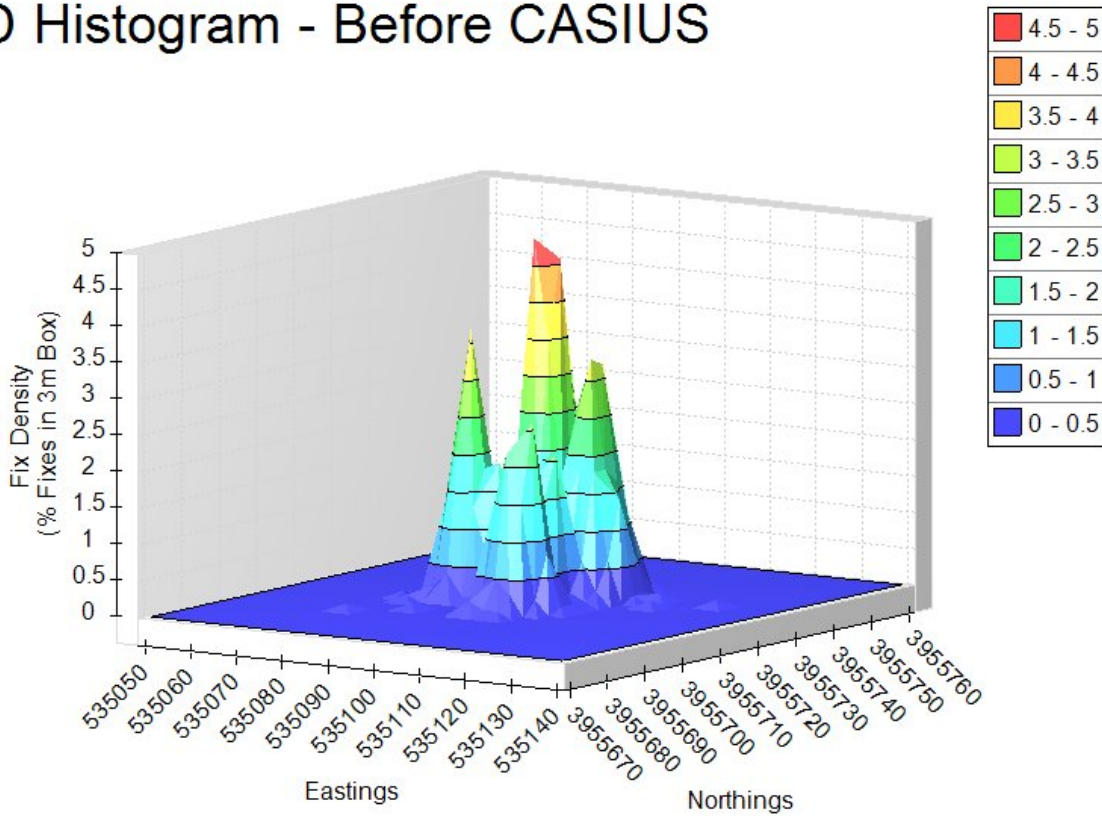 D Histogram - Before CASIUS
4.5 - 5
4 - 4.5
3.5 - 4
3 - 3.5
2.5 - 3
2 - 2.5
1.5 - 2
1 - 1.5
0.5 - 1
0 - 0.5
Fix Density
(% Fixes in 3m Box)
5
4.5
4
3.5
3
2.5
2
1.5
1
0.5
0
535050
535060
535070
535080
535090
535100
535110
535120
535130
535140
Eastings
3955670
3955680
3955690
3955700
3955710
3955720
3955730
3955740
3955750
3955760
Northings